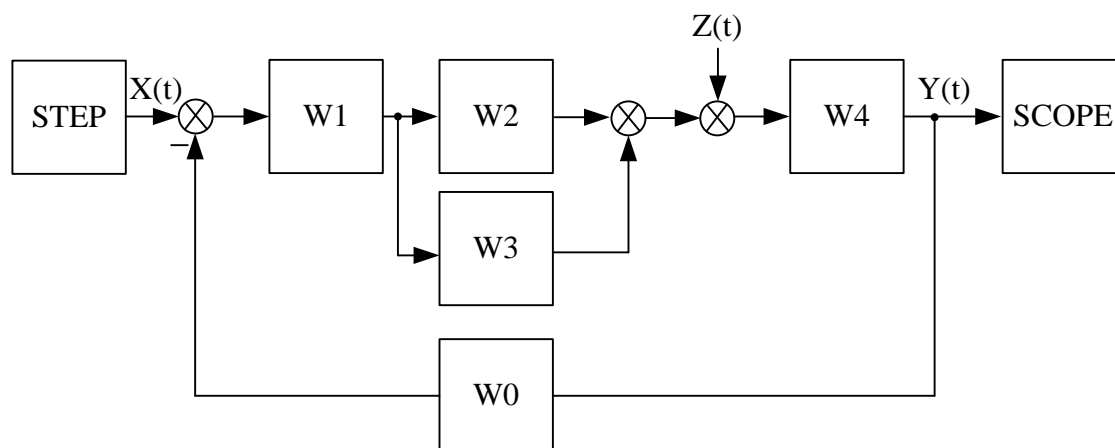 Z(t)
STEP
X(t)
W1
W2
W4
Y(t)
SCOPE
–
W3
W0